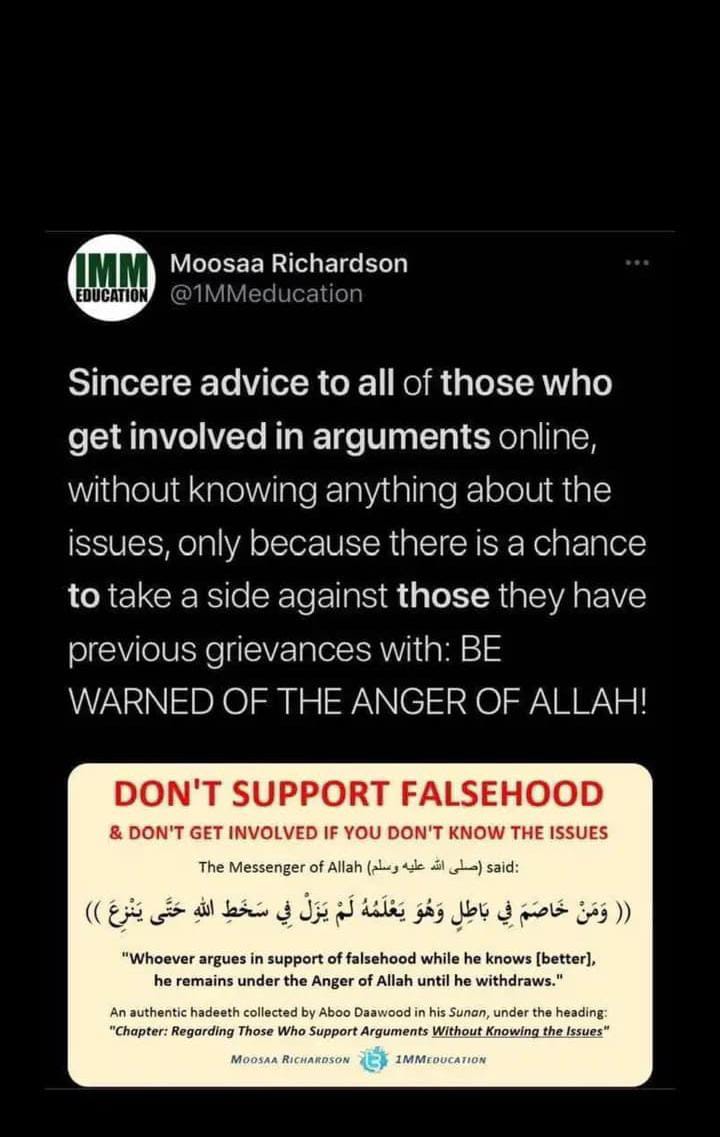 IMM
EDUCATION
Moosaa Richardson
@1MMeducation
Sincere advice to all of those who
get involved in arguments online,
without knowing anything about the
issues, only because there is a chance
to take a side against those they have
previous grievances with: BE
WARNED OF THE ANGER OF ALLAH!
DON'T SUPPORT FALSEHOOD
& DON'T GET INVOLVED IF YOU DON'T KNOW THE ISSUES
The Messenger of Allah (صلى الله عليه وسلم) said:
(( وَمَنْ خَاصَمَ فِي بَاطِلٍ وَهُوَ يَعْلَمُهُ لَمْ يَزَلْ فِي سَخَطِ اللهِ حَتَّى يَنْزِعَ ))
"Whoever argues in support of falsehood while he knows [better],
he remains under the Anger of Allah until he withdraws."
An authentic hadeeth collected by Aboo Daawood in his Sunan, under the heading:
"Chapter: Regarding Those Who Support Arguments Without Knowing the Issues"
MOOSAA RICHARDSON 1MMEDUCATION